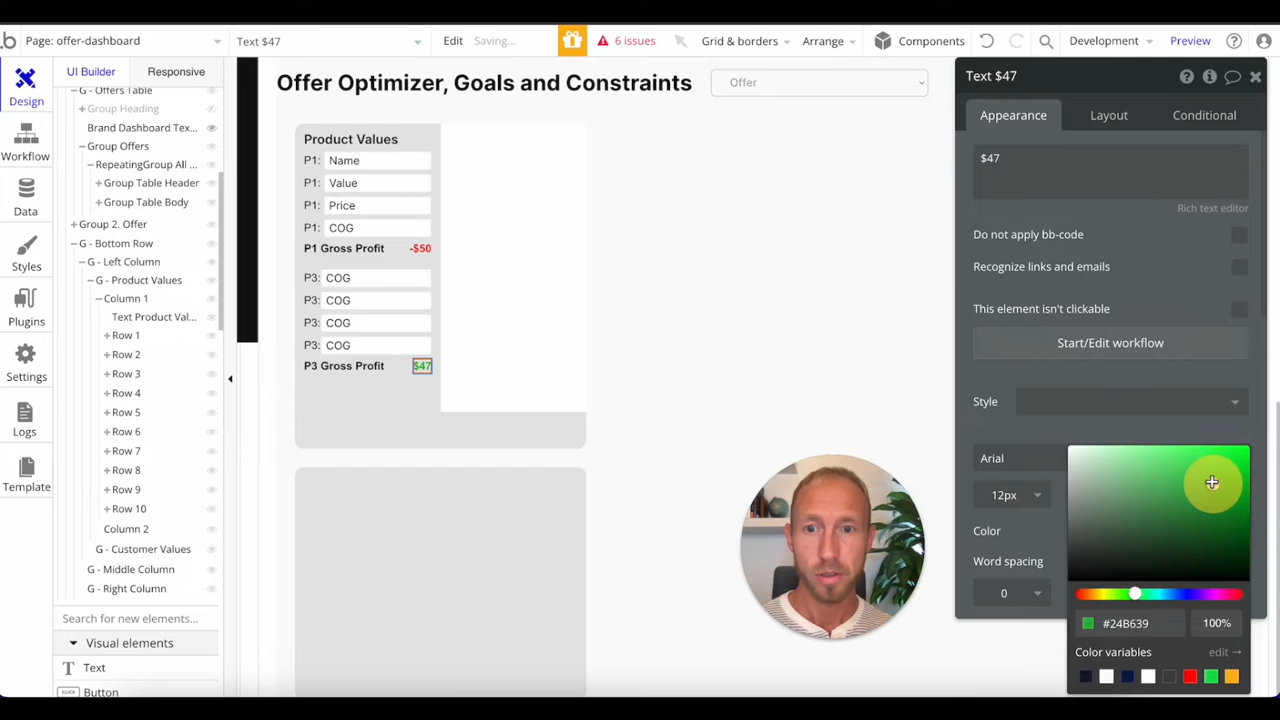 .b
Page: offer-dashboard
Text $47
Edit
Saving...
6 issues
Grid & borders
Arrange
Components
Development
Preview
Design
Workflow
Data
Styles
Plugins
Settings
Logs
Template
UI Builder
Responsive
G - Offers Table
Group Heading
Brand Dashboard Tex...
Group Offers
RepeatingGroup All ...
Group Table Header
Group Table Body
Group 2. Offer
G - Bottom Row
G - Left Column
G - Product Values
Column 1
Text Product Val...
Row 1
Row 2
Row 3
Row 4
Row 5
Row 6
Row 7
Row 8
Row 9
Row 10
Column 2
G - Customer Values
G - Middle Column
G - Right Column
Search for new elements...
Visual elements
Text
CLICK
Button
Offer Optimizer, Goals and Constraints
Offer
Product Values
P1: Name
P1: Value
P1: Price
P1: COG
P1 Gross Profit -$50
P3: COG
P3: COG
P3: COG
P3: COG
P3 Gross Profit $47
Text $47
Appearance
Layout
Conditional
$47
Rich text editor
Do not apply bb-code
Recognize links and emails
This element isn't clickable
Start/Edit workflow
Style
Arial
12px
Color
Word spacing
0
#24B639
100%
Color variables
edit →